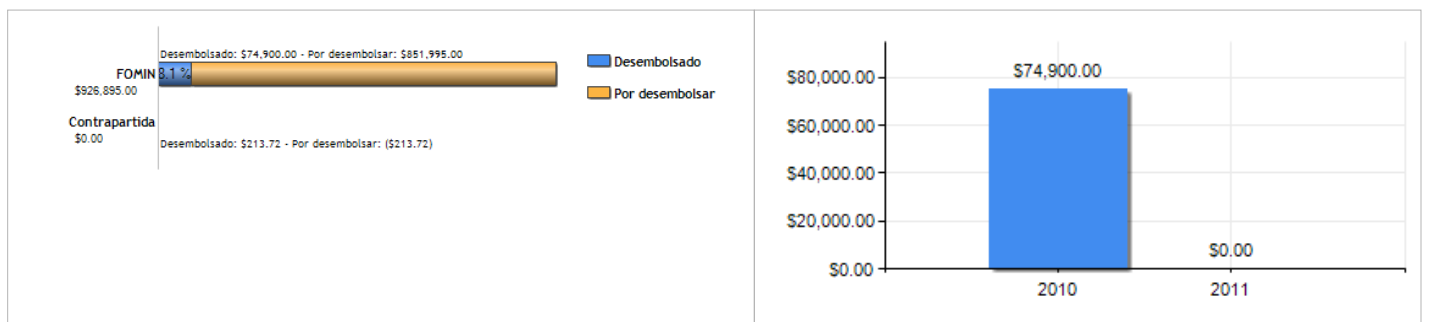 Desembolsado: $74,900.00 - Por desembolsar: $851,995.00
FOMIN 8.1 %
$926,895.00
Contrapartida
$0.00
Desembolsado: $213.72 - Por desembolsar: ($213.72)
Desembolsado
Por desembolsar
$80,000.00
$60,000.00
$40,000.00
$20,000.00
$0.00
$74,900.00
$0.00
2010 2011